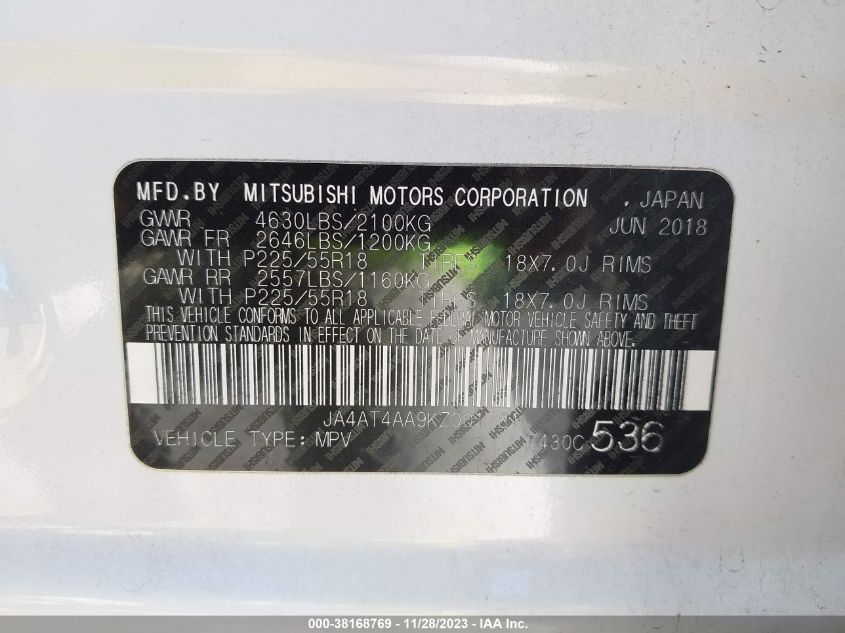 MFD.BY MITSUBISHI MOTORS CORPORATION , JAPAN
GVWR 4630LBS/2100KG JUN 2018
GAWR FR 2646LBS/1200KG
WITH P225/55R18 TIRES 18X7.0J RIMS
GAWR RR 2557LBS/1160KG
WITH P225/55R18 TIRES 18X7.0J RIMS
THIS VEHICLE CONFORMS TO ALL APPLICABLE FEDERAL MOTOR VEHICLE SAFETY AND THEFT
PREVENTION STANDARDS IN EFFECT ON THE DATE OF MANUFACTURE SHOWN ABOVE.
VEHICLE TYPE: MPV 536
000-38168769 - 11/28/2023 - IAA Inc.